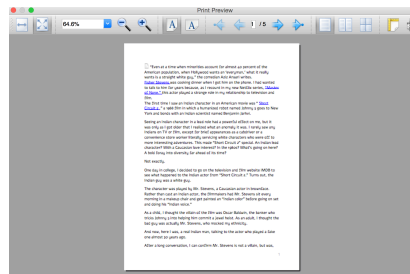 Print Preview
64.6%
1 / 5
"Even at a time when minorities account for almost 40 percent of the
American population, when Hollywood wants an "everyman," what it really
wants is a straight white guy," the comedian Aziz Ansari writes.
Fisher Stevens was cooking dinner when I got him on the phone. I had wanted
to talk to him for years because, as I recount in my new Netflix series, "Master
of None," this actor played a strange role in my relationship to television and
film.
The first time I saw an Indian character in an American movie was " Short
Circuit 2, " a 1988 film in which a humanoid robot named Johnny 5 goes to New
York and bonds with an Indian scientist named Benjamin Jahri.
Seeing an Indian character in a lead role had a powerful effect on me, but it
was only as I got older that I realized what an anomaly it was. I rarely saw any
Indians on TV or film, except for brief appearances as a cabdriver or a
convenience store worker literally servicing white characters who were off to
more interesting adventures. This made "Short Circuit 2" special. An Indian lead
character? With a Caucasian love interest? In the 1980s? What's going on here?
A bold foray into diversity far ahead of its time?
Not exactly.
One day in college, I decided to go on the television and film website IMDB to
see what happened to the Indian actor from "Short Circuit 2." Turns out, the
Indian guy was a white guy.
The character was played by Mr. Stevens, a Caucasian actor in brownface.
Rather than cast an Indian actor, the filmmakers had Mr. Stevens sit every
morning in a makeup chair and get painted an "Indian color" before going on set
and doing his "Indian voice."
As a child, I thought the villain of the film was Oscar Baldwin, the banker who
tricks Johnny 5 into helping him commit a jewel heist. As an adult, I thought the
bad guy was actually Mr. Stevens, who mocked my ethnicity.
And now, here I was, a real Indian man, talking to the actor who played a fake
one almost 30 years ago.
After a long conversation, I can confirm Mr. Stevens is not a villain, but was,